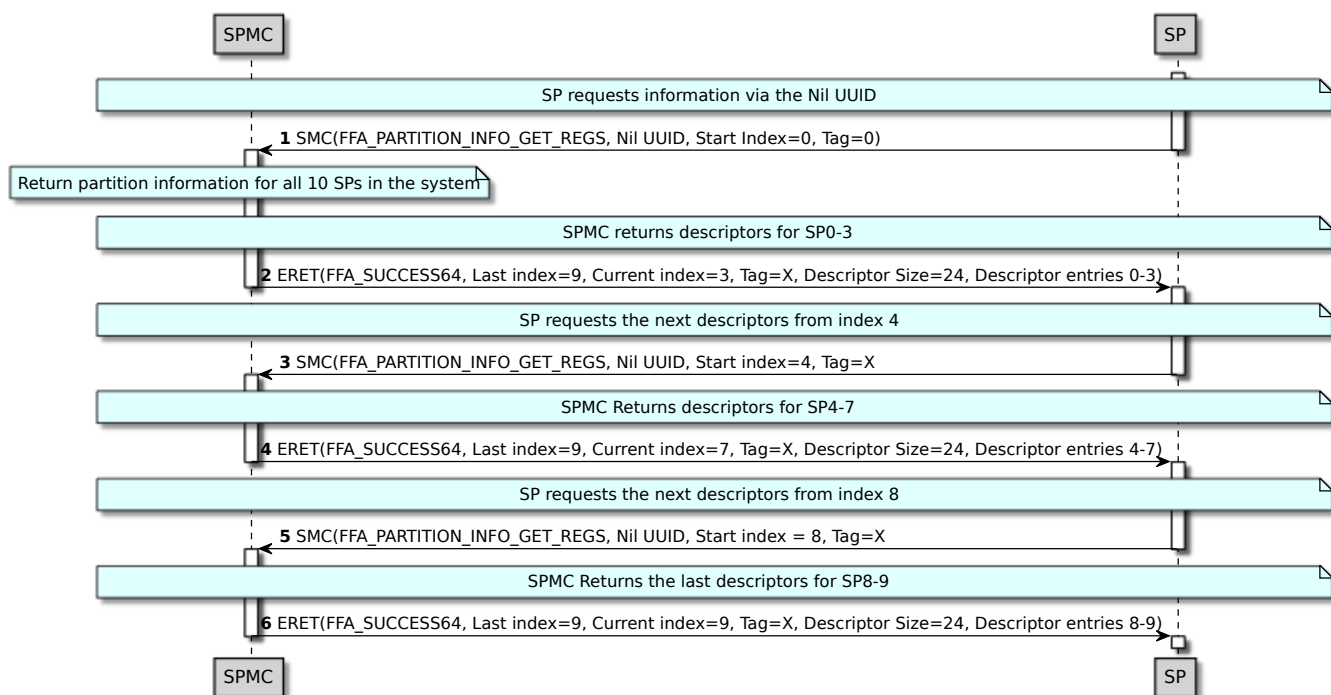 SPMC
SP
SP requests information via the Nil UUID
1 SMC(FFA_PARTITION_INFO_GET_REGS, Nil UUID, Start Index=0, Tag=0)
Return partition information for all 10 SPs in the system
SPMC returns descriptors for SP0-3
2 ERET(FFA_SUCCESS64, Last index=9, Current index=3, Tag=X, Descriptor Size=24, Descriptor entries 0-3)
SP requests the next descriptors from index 4
3 SMC(FFA_PARTITION_INFO_GET_REGS, Nil UUID, Start index=4, Tag=X
SPMC Returns descriptors for SP4-7
4 ERET(FFA_SUCCESS64, Last index=9, Current index=7, Tag=X, Descriptor Size=24, Descriptor entries 4-7)
SP requests the next descriptors from index 8
5 SMC(FFA_PARTITION_INFO_GET_REGS, Nil UUID, Start index = 8, Tag=X
SPMC Returns the last descriptors for SP8-9
6 ERET(FFA_SUCCESS64, Last index=9, Current index=9, Tag=X, Descriptor Size=24, Descriptor entries 8-9)
SPMC
SP